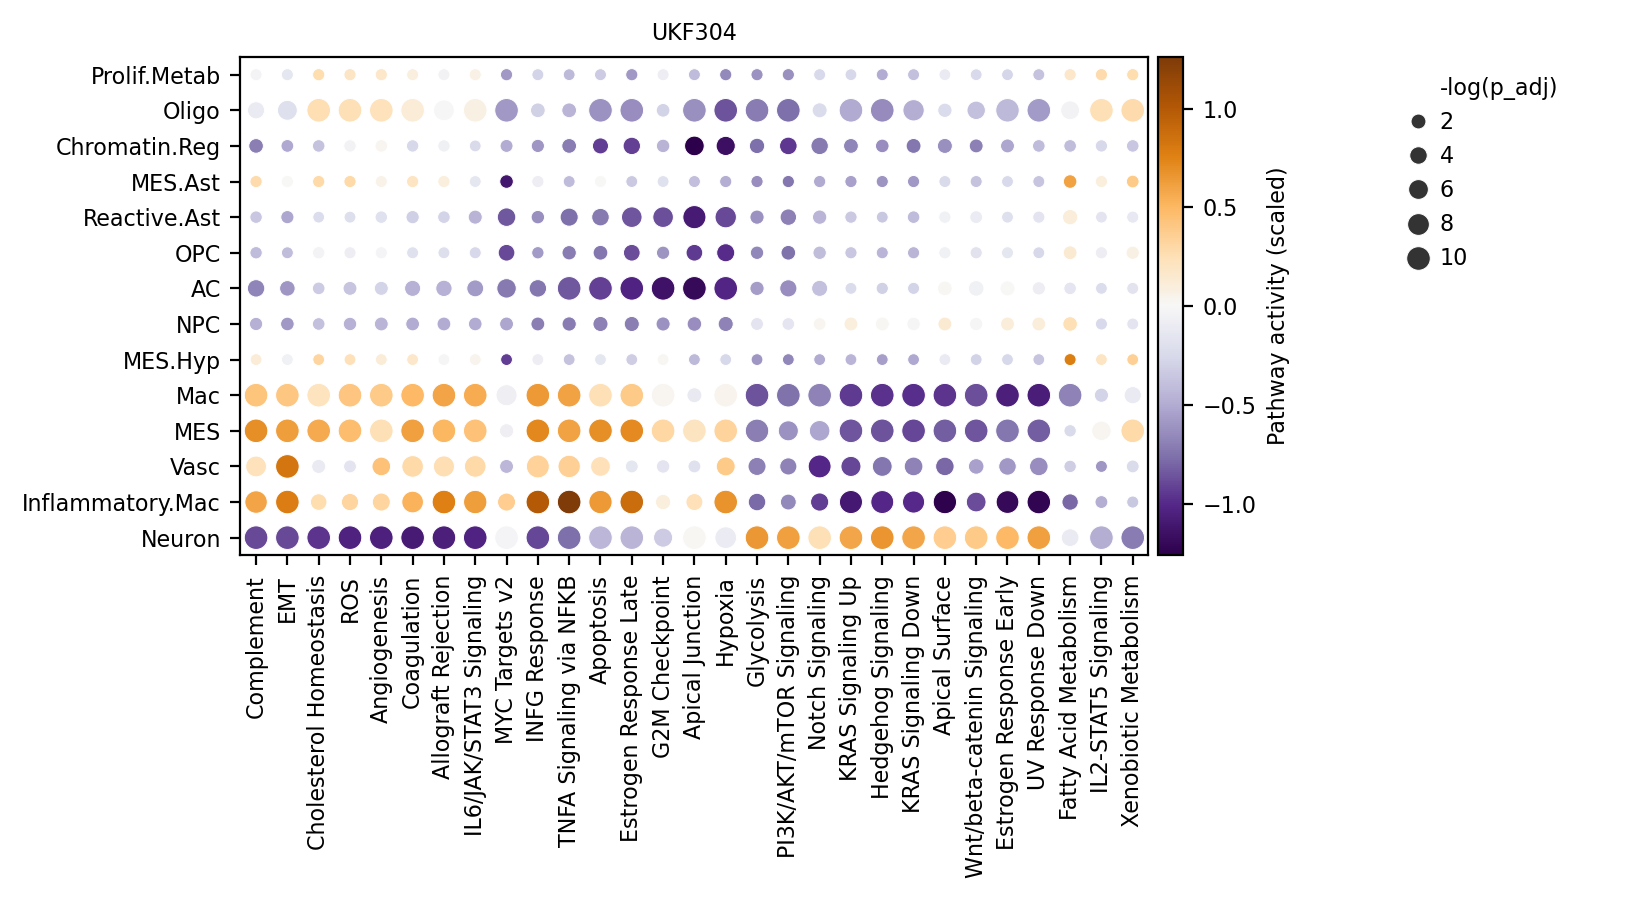 UKF304
Prolif.Metab
Oligo
Chromatin.Reg
MES.Ast
Reactive.Ast
OPC
AC
NPC
MES.Hyp
Mac
MES
Vasc
Inflammatory.Mac
Neuron
Complement
EMT
Cholesterol Homeostasis
ROS
Angiogenesis
Coagulation
Allograft Rejection
IL6/JAK/STAT3 Signaling
MYC Targets v2
INFG Response
TNFA Signaling via NFKB
Apoptosis
Estrogen Response Late
G2M Checkpoint
Apical Junction
Hypoxia
Glycolysis
PI3K/AKT/mTOR Signaling
Notch Signaling
KRAS Signaling Up
Hedgehog Signaling
KRAS Signaling Down
Apical Surface
Wnt/beta-catenin Signaling
Estrogen Response Early
UV Response Down
Fatty Acid Metabolism
IL2-STAT5 Signaling
Xenobiotic Metabolism
1.0
0.5
0.0
−0.5
−1.0
Pathway activity (scaled)
-log(p_adj)
2
4
6
8
10